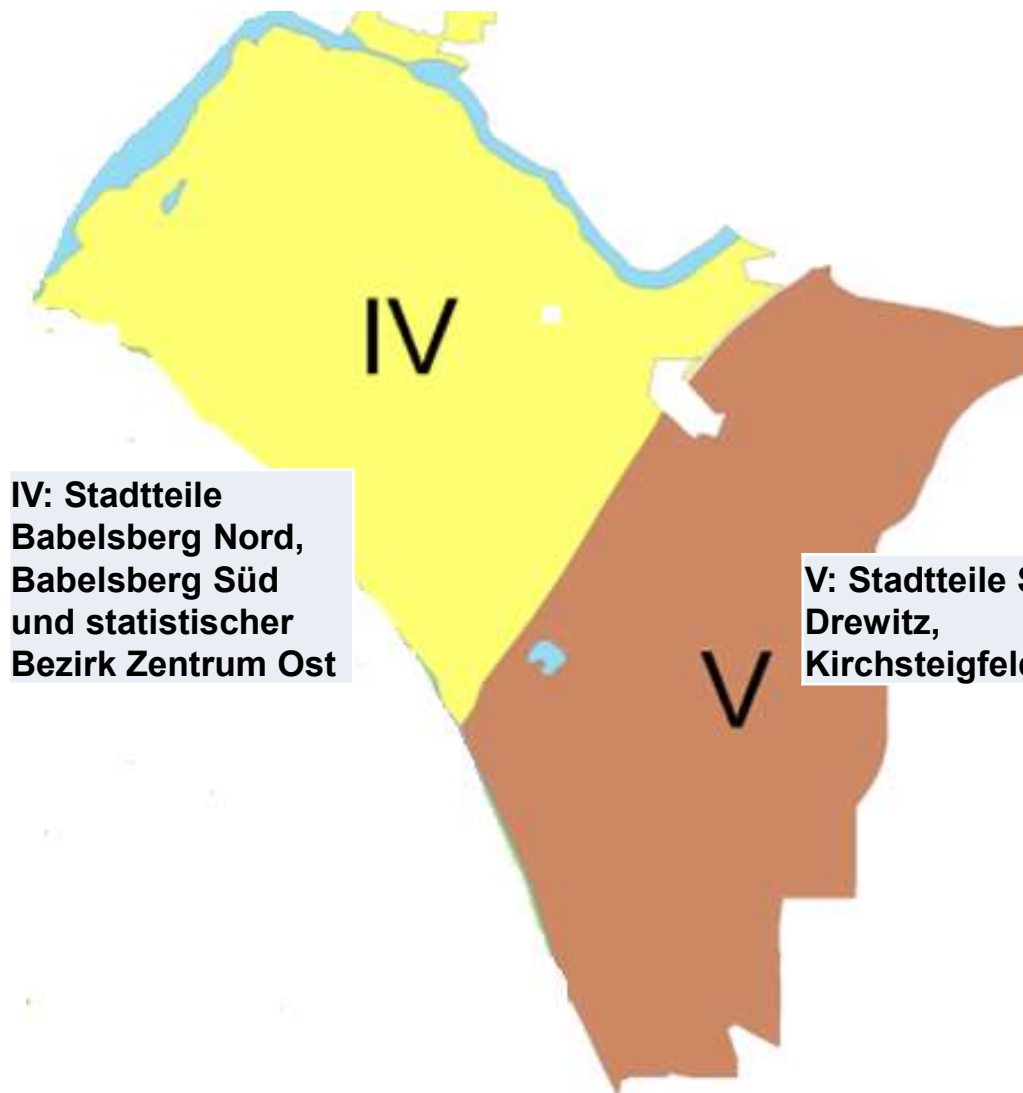 IV
IV: Stadtteile
Babelsberg Nord,
Babelsberg Süd
und statistischer
Bezirk Zentrum Ost
V: Stadtteile
Drewitz,
V